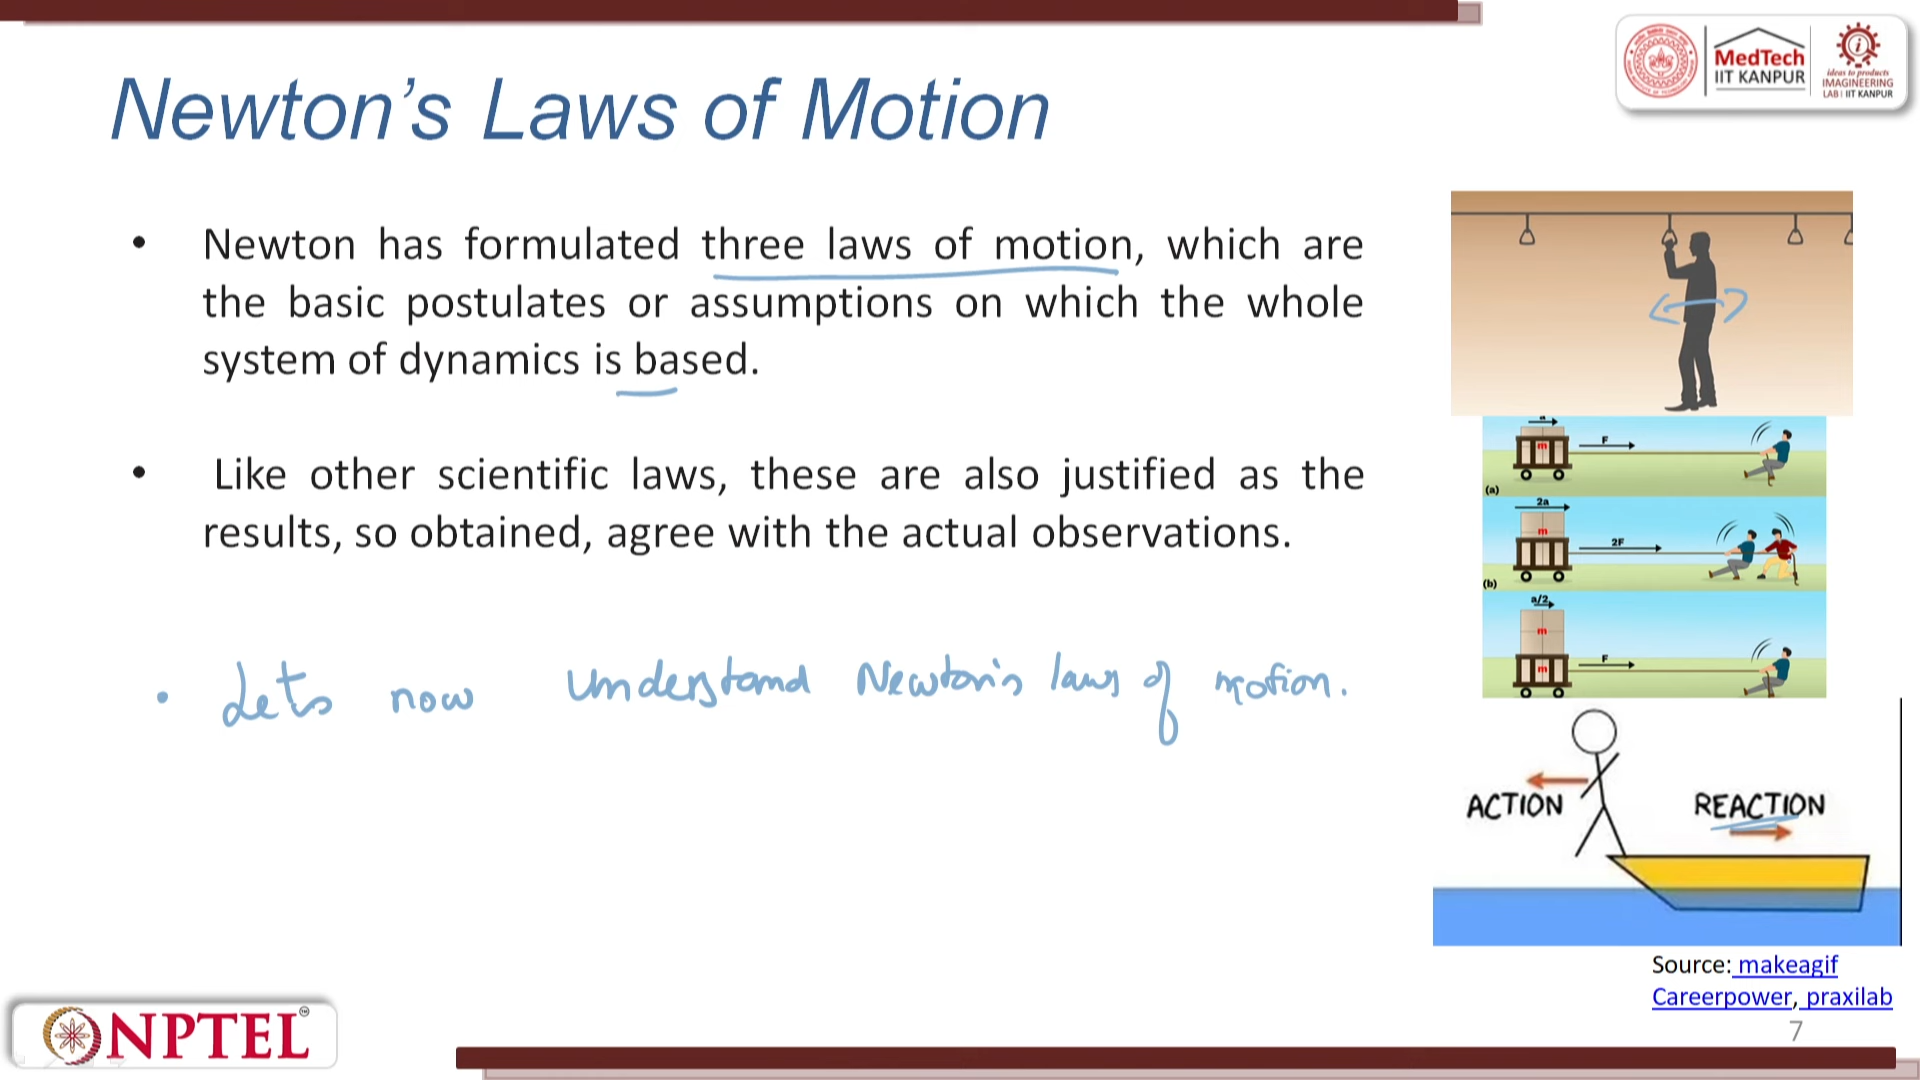 MedTech
IIT KANPUR
ideas to products
IMAGINEERING
LAB | IIT KANPUR
Newton's Laws of Motion
• Newton has formulated three laws of motion, which are
the basic postulates or assumptions on which the whole
system of dynamics is based.
• Like other scientific laws, these are also justified as the
results, so obtained, agree with the actual observations.
• Lets now understand Newton's laws of motion.
a
F
m
(a)
2a
m
2F
(b)
a/2
m
m
F
ACTION
REACTION
Source: makeagif
Careerpower, praxilab
7
NPTEL™